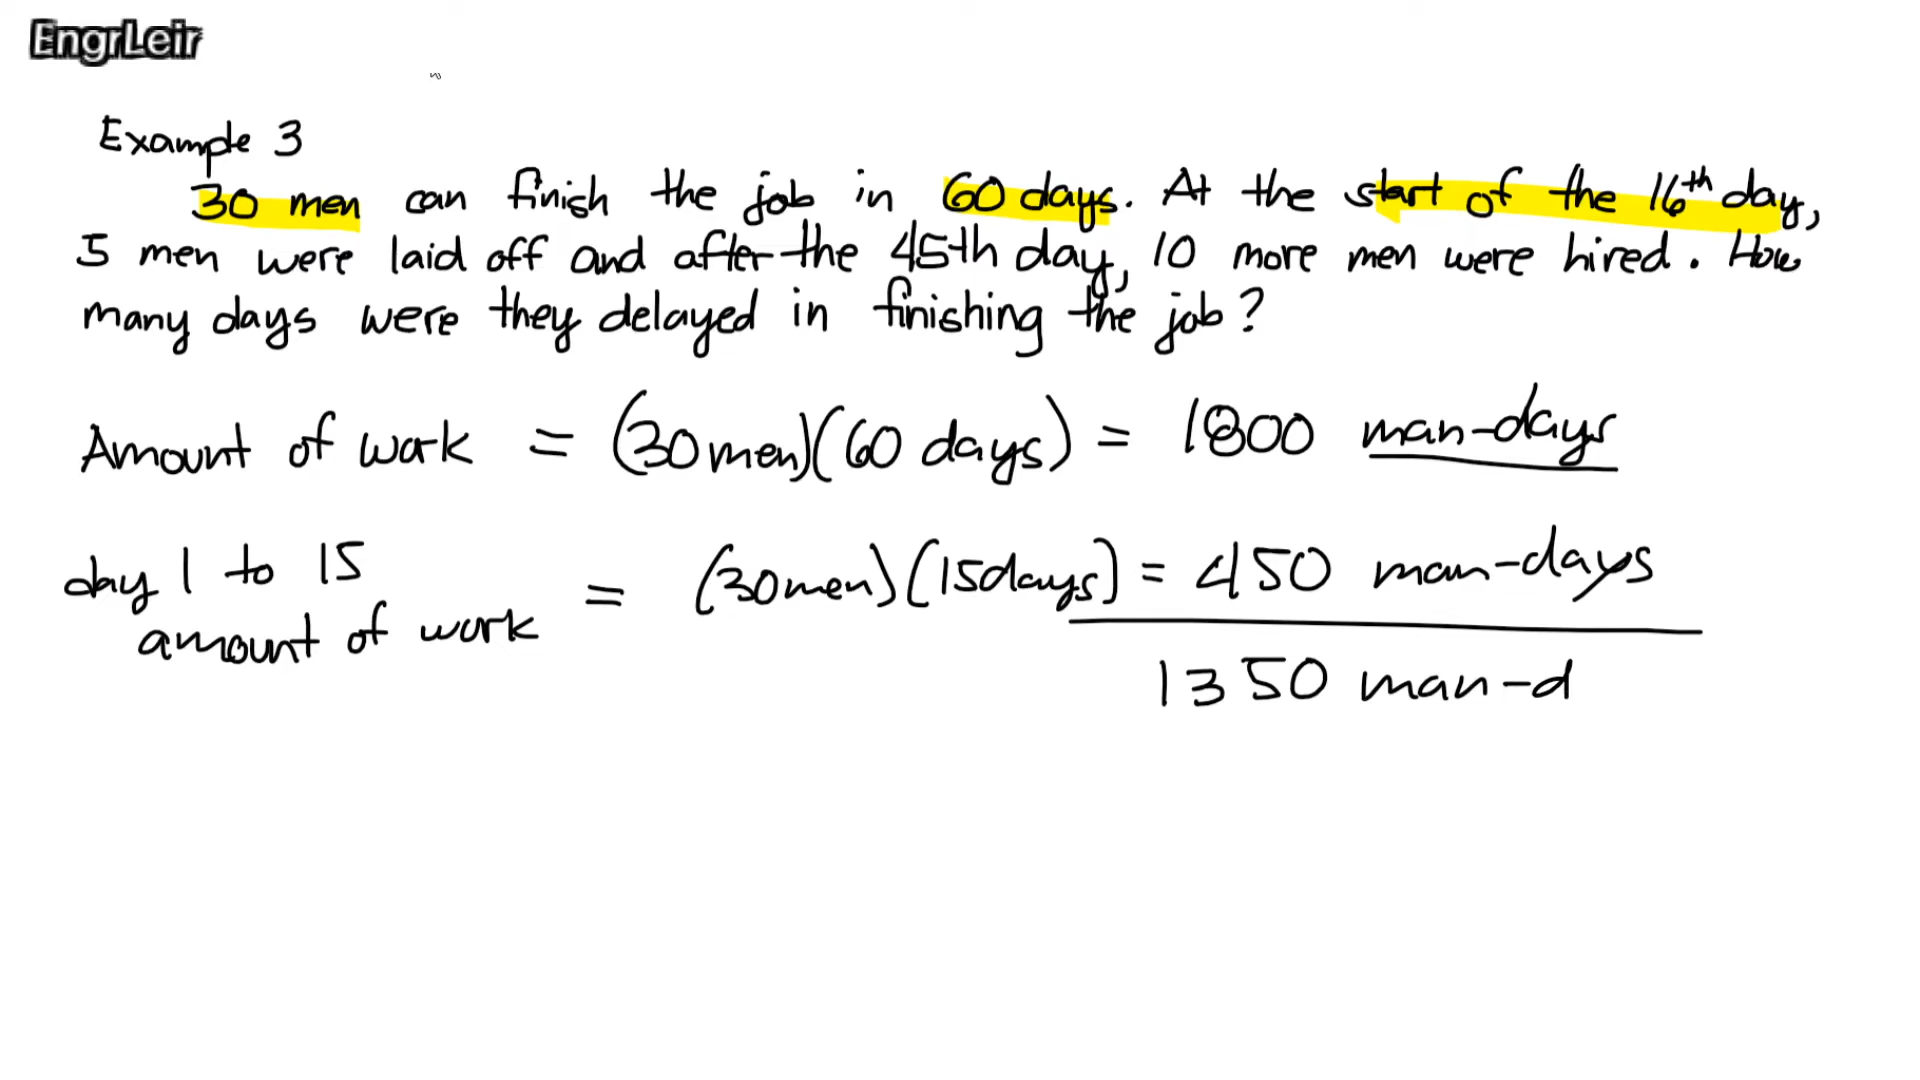 EngrLeir
Example 3
30 men can finish the job in 60 days. At the start of the 16th day,
5 men were laid off and after the 45th day, 10 more men were hired. How
many days were they delayed in finishing the job?
Amount of work = (30 men)(60 days) = 1800 man-days
day 1 to 15
amount of work = (30men)(15days) = 450 man-days
1350 man-d